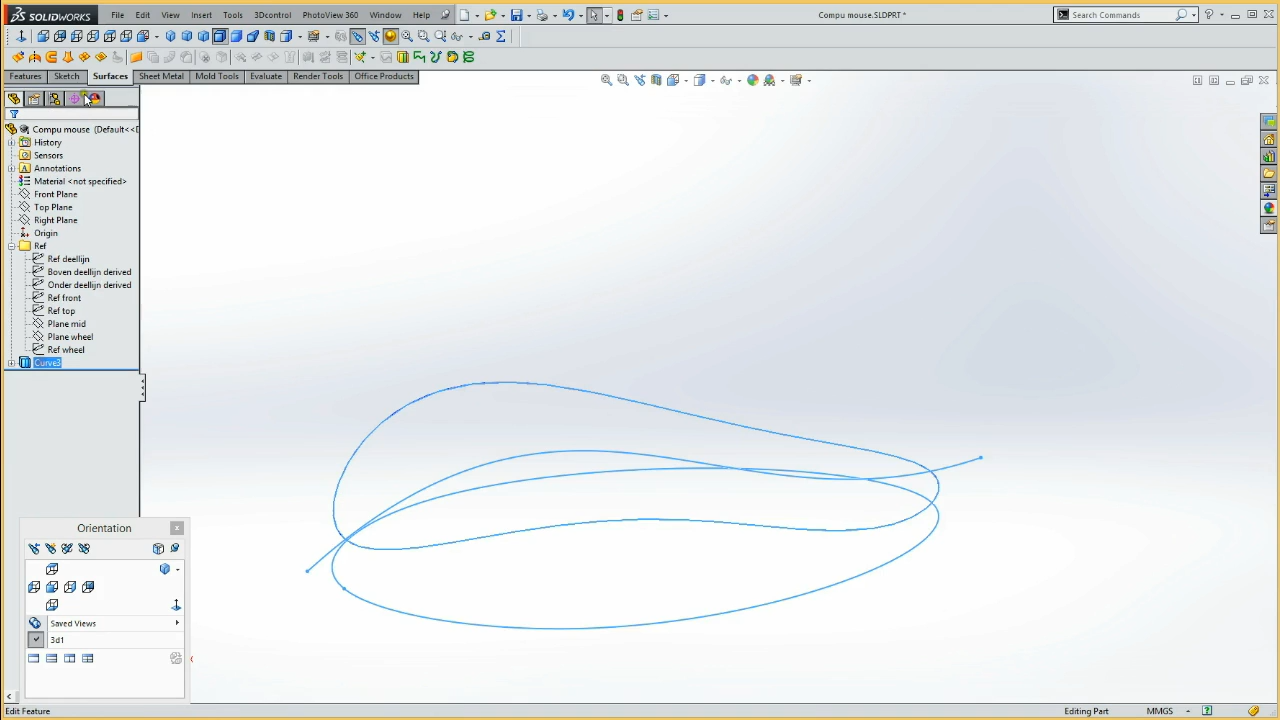 SOLIDWORKS File Edit View Insert Tools 3Dcontrol PhotoView 360 Window Help Compu mouse.SLDPRT * Search Commands
Features Sketch Surfaces Sheet Metal Mold Tools Evaluate Render Tools Office Products
Compu mouse (Default<<D
History
Sensors
Annotations
Material <not specified>
Front Plane
Top Plane
Right Plane
Origin
Ref
Ref deellijn
Boven deellijn derived
Onder deellijn derived
Ref front
Ref top
Plane mid
Plane wheel
Ref wheel
Curve3
Orientation
Saved Views
3d1
Edit Feature Editing Part MMGS